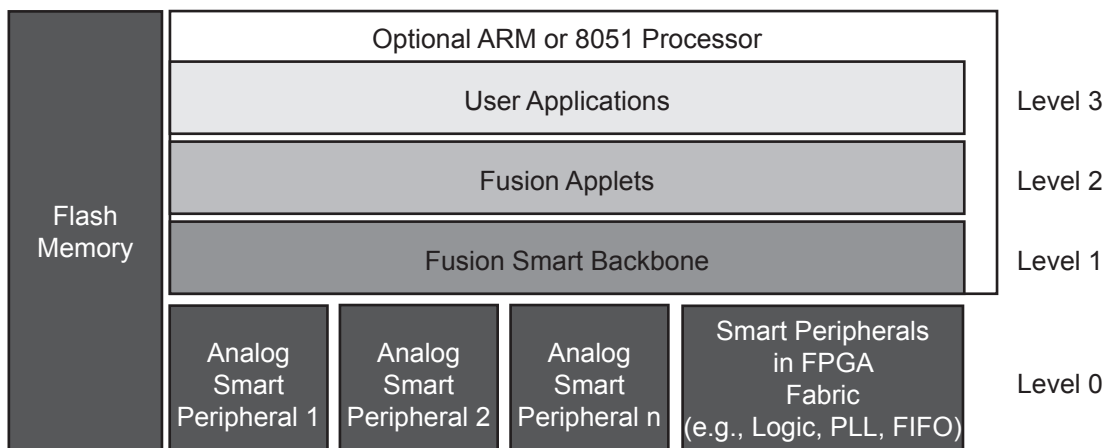 Optional ARM or 8051 Processor
User Applications
Level 3
Fusion Applets
Level 2
Flash
Memory
Fusion Smart Backbone
Level 1
Analog
Smart
Peripheral 1
Analog
Smart
Peripheral 2
Analog
Smart
Peripheral n
Smart Peripherals
in FPGA
Fabric
(e.g., Logic, PLL, FIFO)
Level 0